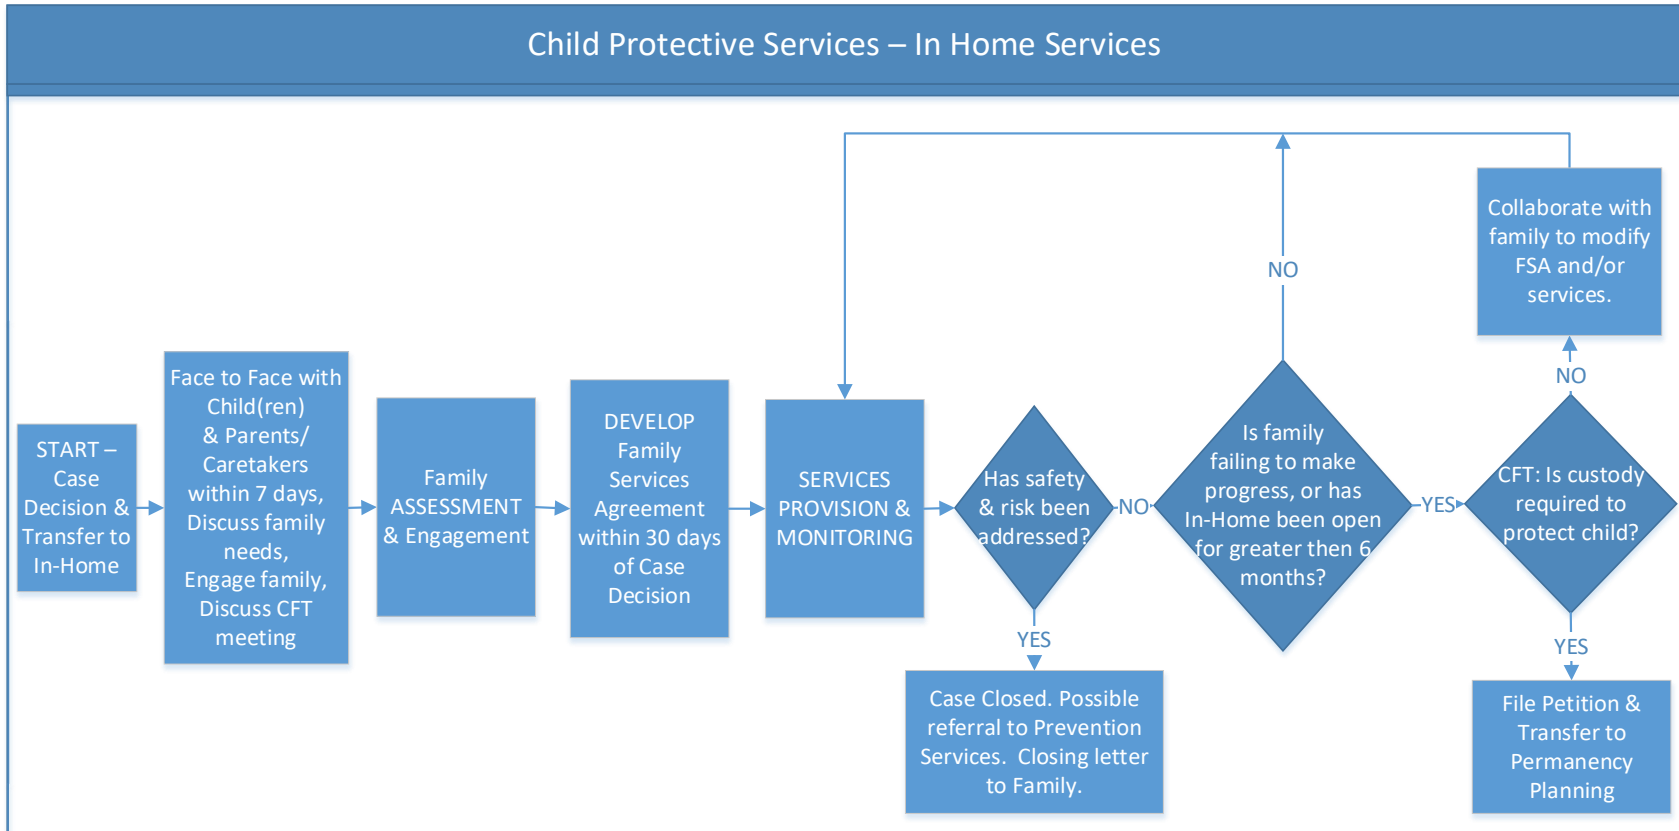 Child Protective Services – In Home Services
START –
Case
Decision &
Transfer to
In-Home
Face to Face with
Child(ren)
& Parents/
Caretakers
within 7 days,
Discuss family
needs,
Engage family,
Discuss CFT
meeting
Family
ASSESSMENT
& Engagement
DEVELOP
Family
Services
Agreement
within 30 days
of Case
Decision
SERVICES
PROVISION &
MONITORING
Has safety
& risk been
addressed?
NO
YES
Case Closed. Possible
referral to Prevention
Services.  Closing letter
to Family.
Is family
failing to make
progress, or has
In-Home been open
for greater then 6
months?
NO
YES
CFT: Is custody
required to
protect child?
NO
Collaborate with
family to modify
FSA and/or
services.
YES
File Petition &
Transfer to
Permanency
Planning